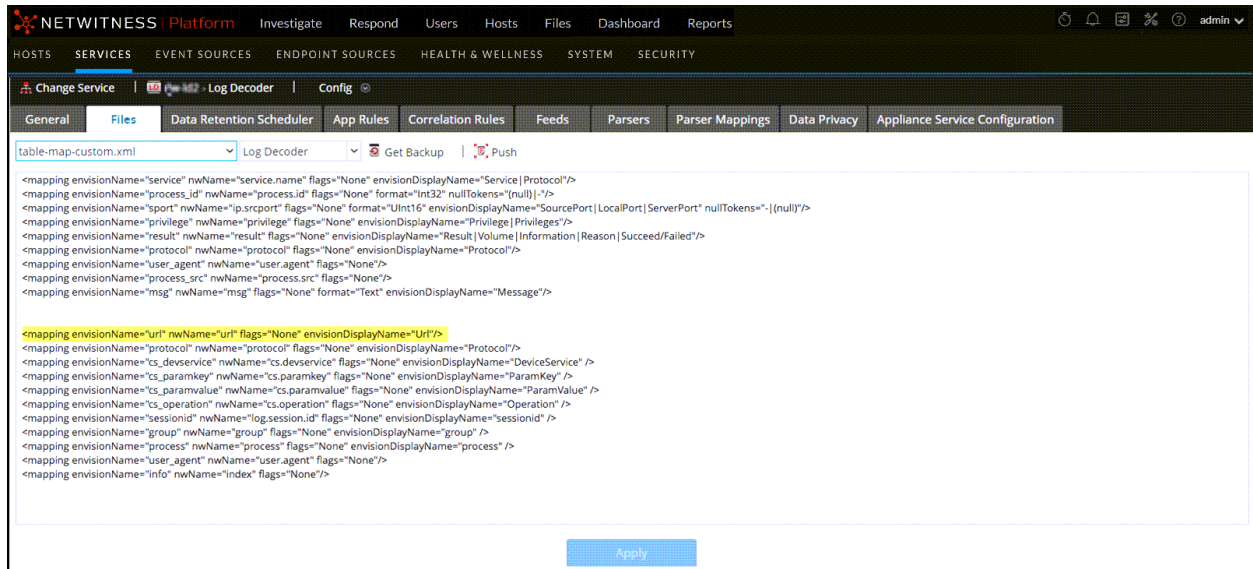 NETWITNESS Platform Investigate Respond Users Hosts Files Dashboard Reports admin
HOSTS SERVICES EVENT SOURCES ENDPOINT SOURCES HEALTH & WELLNESS SYSTEM SECURITY
Change Service | LD - Log Decoder | Config
General Files Data Retention Scheduler App Rules Correlation Rules Feeds Parsers Parser Mappings Data Privacy Appliance Service Configuration
table-map-custom.xml Log Decoder Get Backup | Push
<mapping envisionName="service" nwName="service.name" flags="None" envisionDisplayName="Service|Protocol"/>
<mapping envisionName="process_id" nwName="process.id" flags="None" format="Int32" nullTokens="(null)|-"/>
<mapping envisionName="sport" nwName="ip.srcport" flags="None" format="UInt16" envisionDisplayName="SourcePort|LocalPort|ServerPort" nullTokens="-|(null)"/>
<mapping envisionName="privilege" nwName="privilege" flags="None" envisionDisplayName="Privilege|Privileges"/>
<mapping envisionName="result" nwName="result" flags="None" envisionDisplayName="Result|Volume|Information|Reason|Succeed/Failed"/>
<mapping envisionName="protocol" nwName="protocol" flags="None" envisionDisplayName="Protocol"/>
<mapping envisionName="user_agent" nwName="user.agent" flags="None"/>
<mapping envisionName="process_src" nwName="process.src" flags="None"/>
<mapping envisionName="msg" nwName="msg" flags="None" format="Text" envisionDisplayName="Message"/>
<mapping envisionName="url" nwName="url" flags="None" envisionDisplayName="Url"/>
<mapping envisionName="protocol" nwName="protocol" flags="None" envisionDisplayName="Protocol"/>
<mapping envisionName="cs_devservice" nwName="cs.devservice" flags="None" envisionDisplayName="DeviceService" />
<mapping envisionName="cs_paramkey" nwName="cs.paramkey" flags="None" envisionDisplayName="ParamKey" />
<mapping envisionName="cs_paramvalue" nwName="cs.paramvalue" flags="None" envisionDisplayName="ParamValue" />
<mapping envisionName="cs_operation" nwName="cs.operation" flags="None" envisionDisplayName="Operation" />
<mapping envisionName="sessionid" nwName="log.session.id" flags="None" envisionDisplayName="sessionid" />
<mapping envisionName="group" nwName="group" flags="None" envisionDisplayName="group" />
<mapping envisionName="process" nwName="process" flags="None" envisionDisplayName="process" />
<mapping envisionName="user_agent" nwName="user.agent" flags="None"/>
<mapping envisionName="info" nwName="index" flags="None"/>
Apply